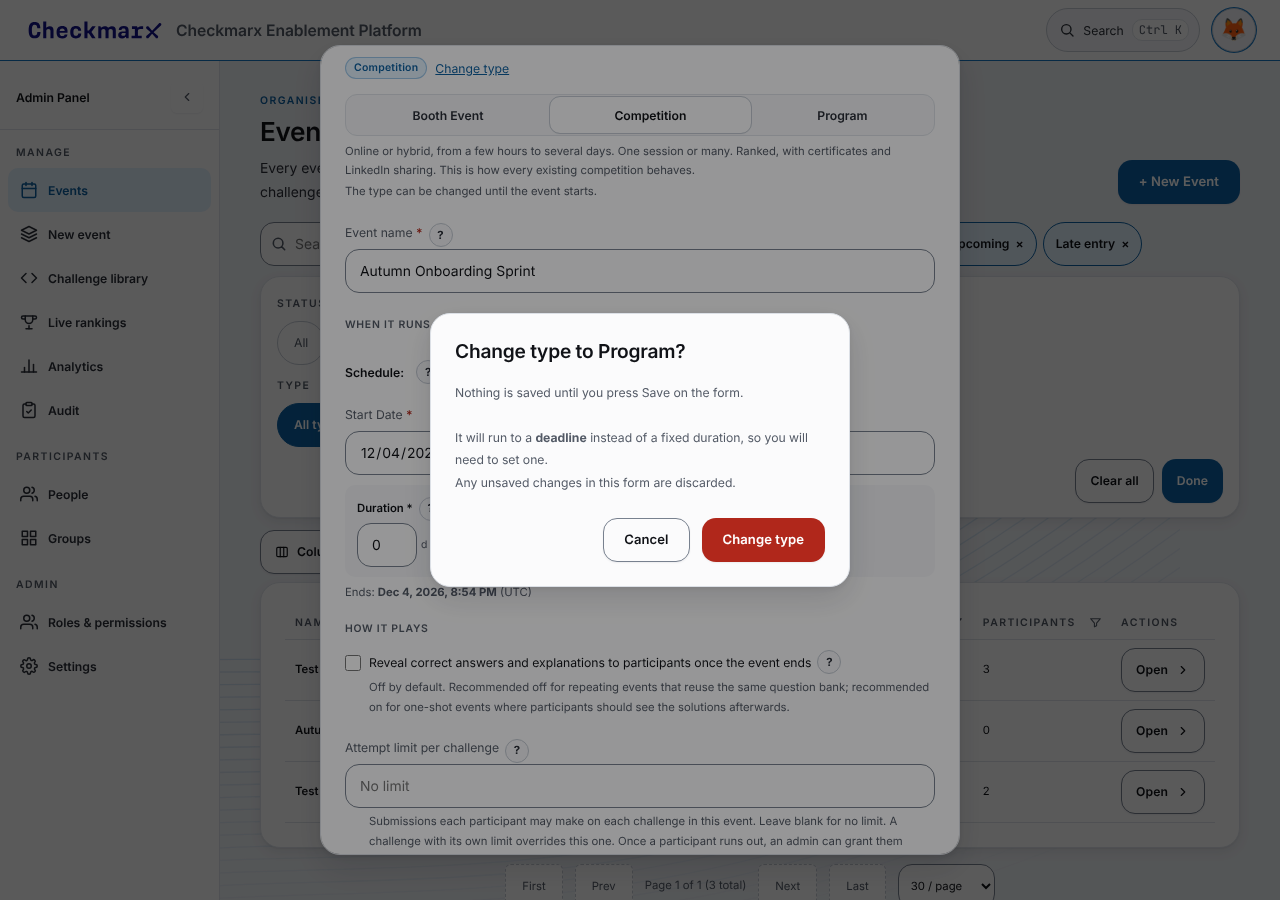 Checkmarx Checkmarx Enablement Platform
Search Ctrl K
Admin Panel
MANAGE
Events
New event
Challenge library
Live rankings
Analytics
Audit
PARTICIPANTS
People
Groups
ADMIN
Roles & permissions
Settings
+ New Event
Late entry ×
STATUS
All
TYPE
Clear all
Done
Competition Change type
Booth Event Competition Program
Online or hybrid, from a few hours to several days. One session or many. Ranked, with certificates and
LinkedIn sharing. This is how every existing competition behaves.
The type can be changed until the event starts.
Event name * ?
Autumn Onboarding Sprint
WHEN IT RUNS
Schedule: ?
Start Date *
12/04/202
Duration *
0 d
Ends: Dec 4, 2026, 8:54 PM (UTC)
HOW IT PLAYS
Reveal correct answers and explanations to participants once the event ends ?
Off by default. Recommended off for repeating events that reuse the same question bank; recommended
on for one-shot events where participants should see the solutions afterwards.
Attempt limit per challenge ?
No limit
Submissions each participant may make on each challenge in this event. Leave blank for no limit. A
challenge with its own limit overrides this one. Once a participant runs out, an admin can grant them
Change type to Program?
Nothing is saved until you press Save on the form.
It will run to a deadline instead of a fixed duration, so you will
need to set one.
Any unsaved changes in this form are discarded.
Cancel Change type
PARTICIPANTS ACTIONS
Test 3 Open
0 Open
Test 2 Open
First Prev Page 1 of 1 (3 total) Next Last 30 / page